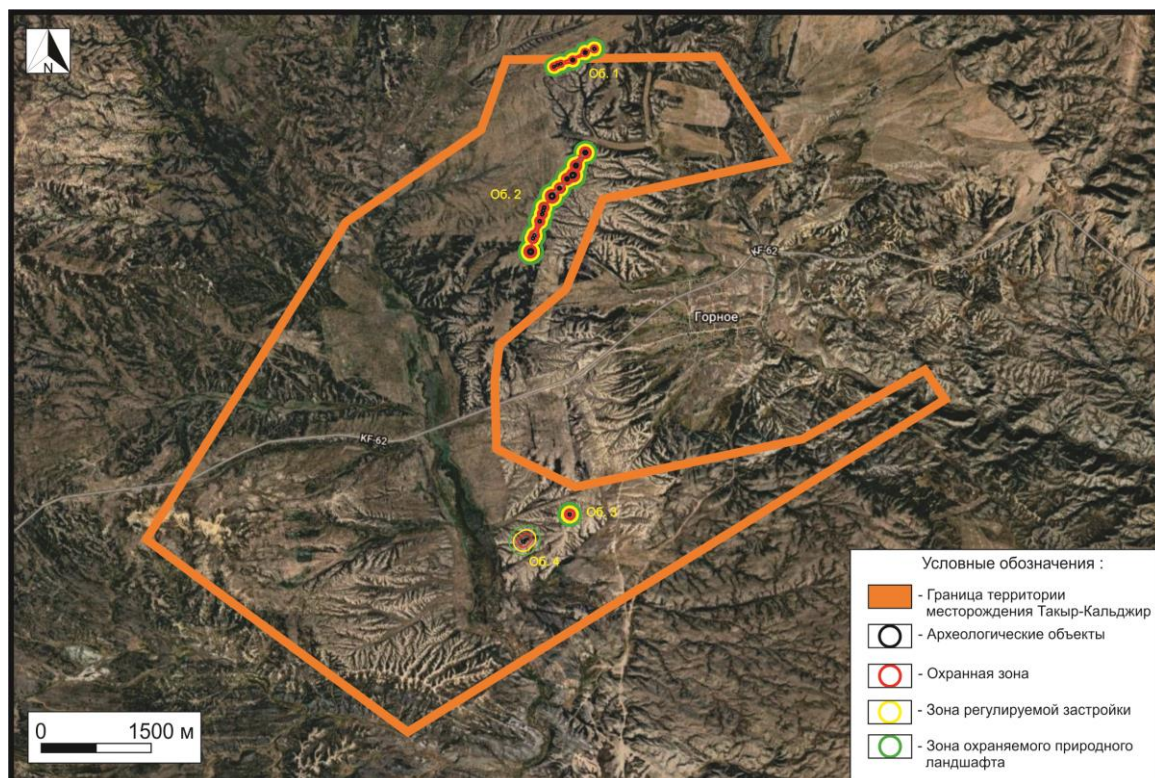 N
Об. 1
Об. 2
KF-62
Горное
KF-62
Об. 3
Об. 4
0 1500 м
Условные обозначения :
- Граница территории
месторождения Такыр-Кальджир
- Археологические объекты
- Охранная зона
- Зона регулируемой застройки
- Зона охраняемого природного
ландшафта